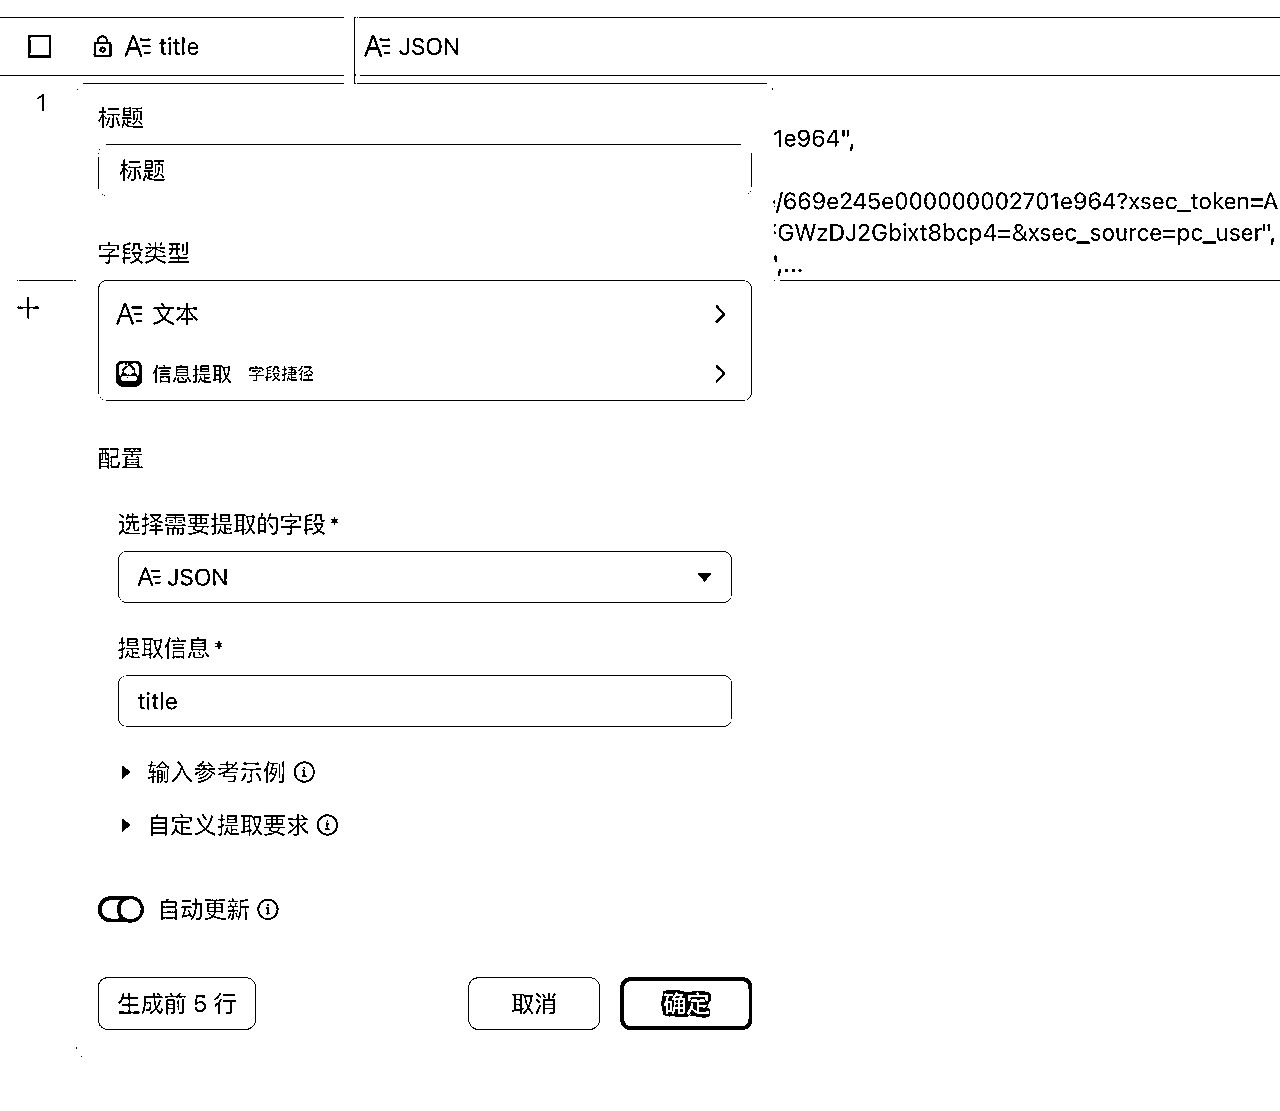 title
JSON
1
标题
标题
1e964",
/669e245e000000002701e964?xsec_token=A
GWzDJ2Gbixt8bcp4=&xsec_source=pc_user",
",...
字段类型
文本
信息提取 字段捷径
配置
选择需要提取的字段 *
JSON
提取信息 *
title
输入参考示例
自定义提取要求
自动更新
生成前 5 行
取消
确定